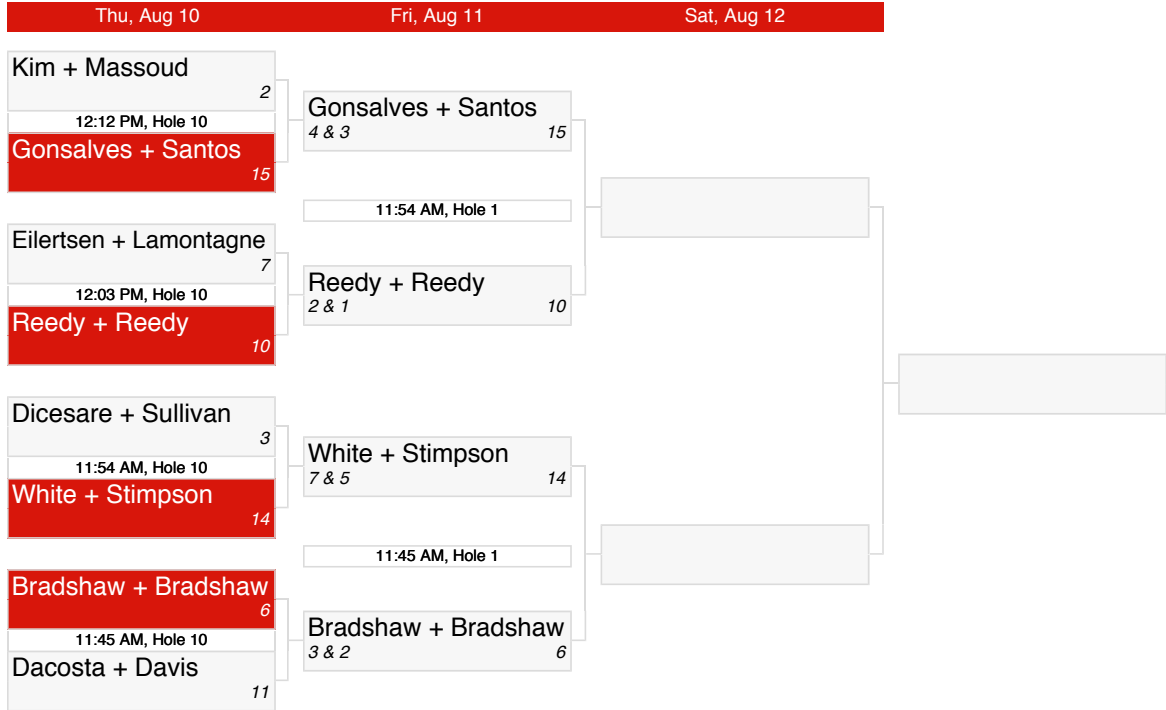 Thu, Aug 10
Fri, Aug 11
Sat, Aug 12
Kim + Massoud
2
12:12 PM, Hole 10
Gonsalves + Santos
15
Eilertsen + Lamontagne
7
12:03 PM, Hole 10
Reedy + Reedy
10
Dicesare + Sullivan
3
11:54 AM, Hole 10
White + Stimpson
14
Bradshaw + Bradshaw
6
11:45 AM, Hole 10
Dacosta + Davis
11
Gonsalves + Santos
4 & 3 15
11:54 AM, Hole 1
Reedy + Reedy
2 & 1 10
White + Stimpson
7 & 5 14
11:45 AM, Hole 1
Bradshaw + Bradshaw
3 & 2 6